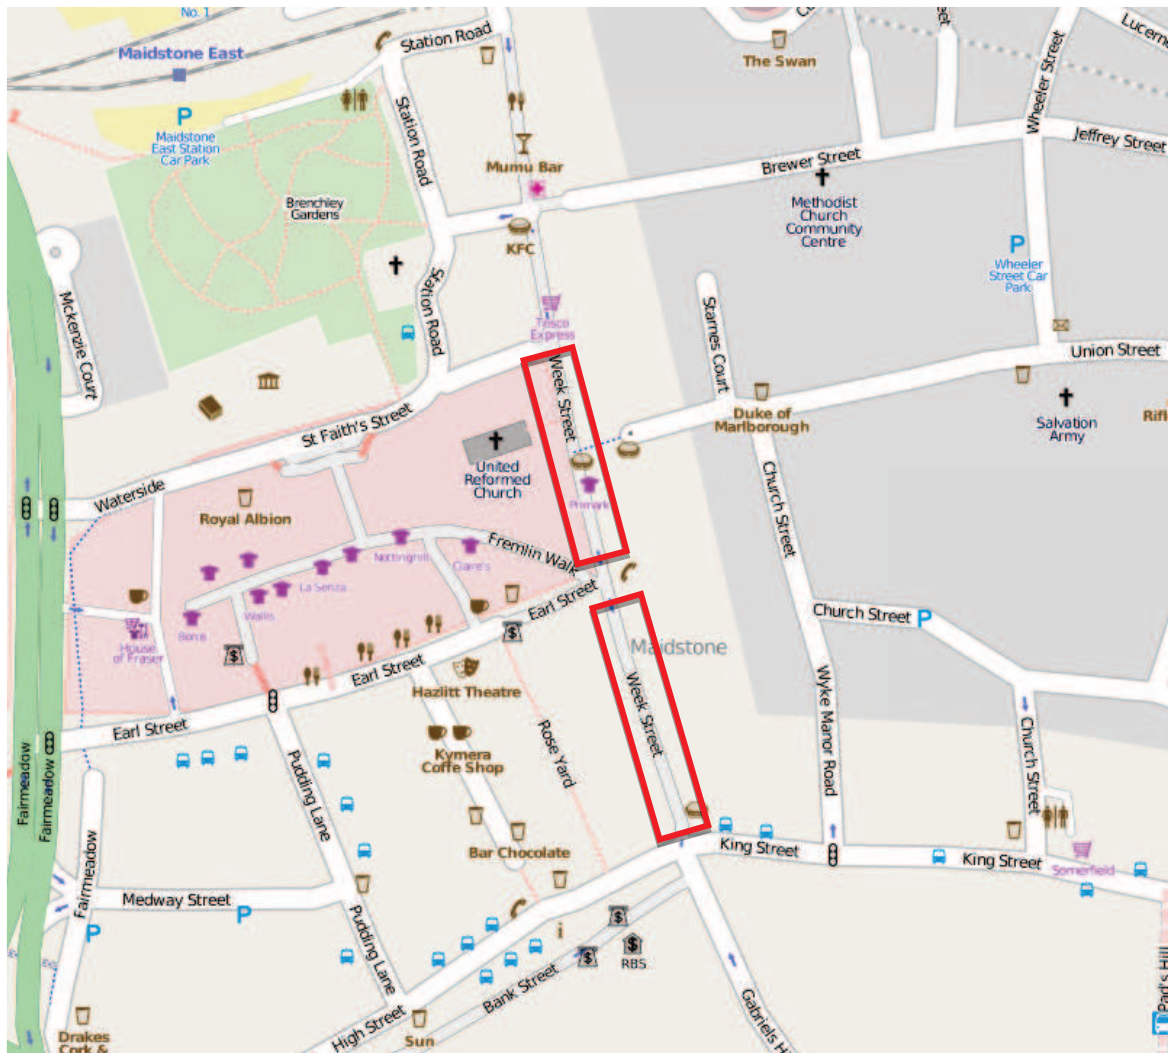 No. 1
Maidstone East
P
Maidstone
East Station
Car Park
Station Road
The Swan
Wheeler Street
Jeffrey Street
Station Road
Mumu Bar
Brewer Street
Brenchley
Gardens
Methodist
Church
Community
Centre
KFC
P
Wheeler
Street Car
Park
Mckenzie Court
Station Road
Tesco
Express
Starnes Court
Union Street
Week Street
Duke of
Marlborough
Salvation
Army
St Faith's Street
United
Reformed
Church
Waterside
Royal Albion
Primark
Church Street
Nottinghill
Claire's
Fremlin Walk
La Senza
Wallis
Earl Street
Church Street
P
House
of Fraser
Maidstone
Earl Street
Hazlitt Theatre
Week Street
Wyke Manor Road
Earl Street
Rose Yard
Church Street
Kymera
Coffe Shop
Fairmeadow
Fairmeadow
Pudding Lane
Bar Chocolate
King Street
King Street
Somerfield
Fairmeadow
Medway Street
P
P
Pudding Lane
i
RBS
Bank Street
High Street
Sun
Pad's Hill
Drakes
Cork &